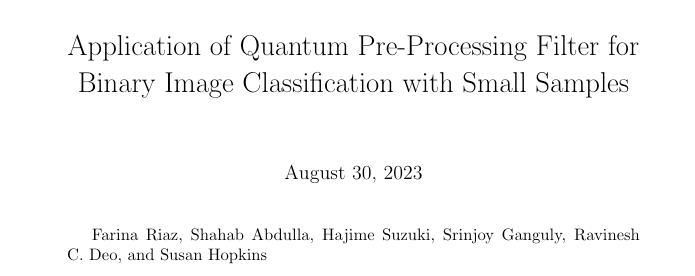 Application of Quantum Pre-Processing Filter for
Binary Image Classification with Small Samples
August 30, 2023
Farina Riaz, Shahab Abdulla, Hajime Suzuki, Srinjoy Ganguly, Ravinesh
C. Deo, and Susan Hopkins